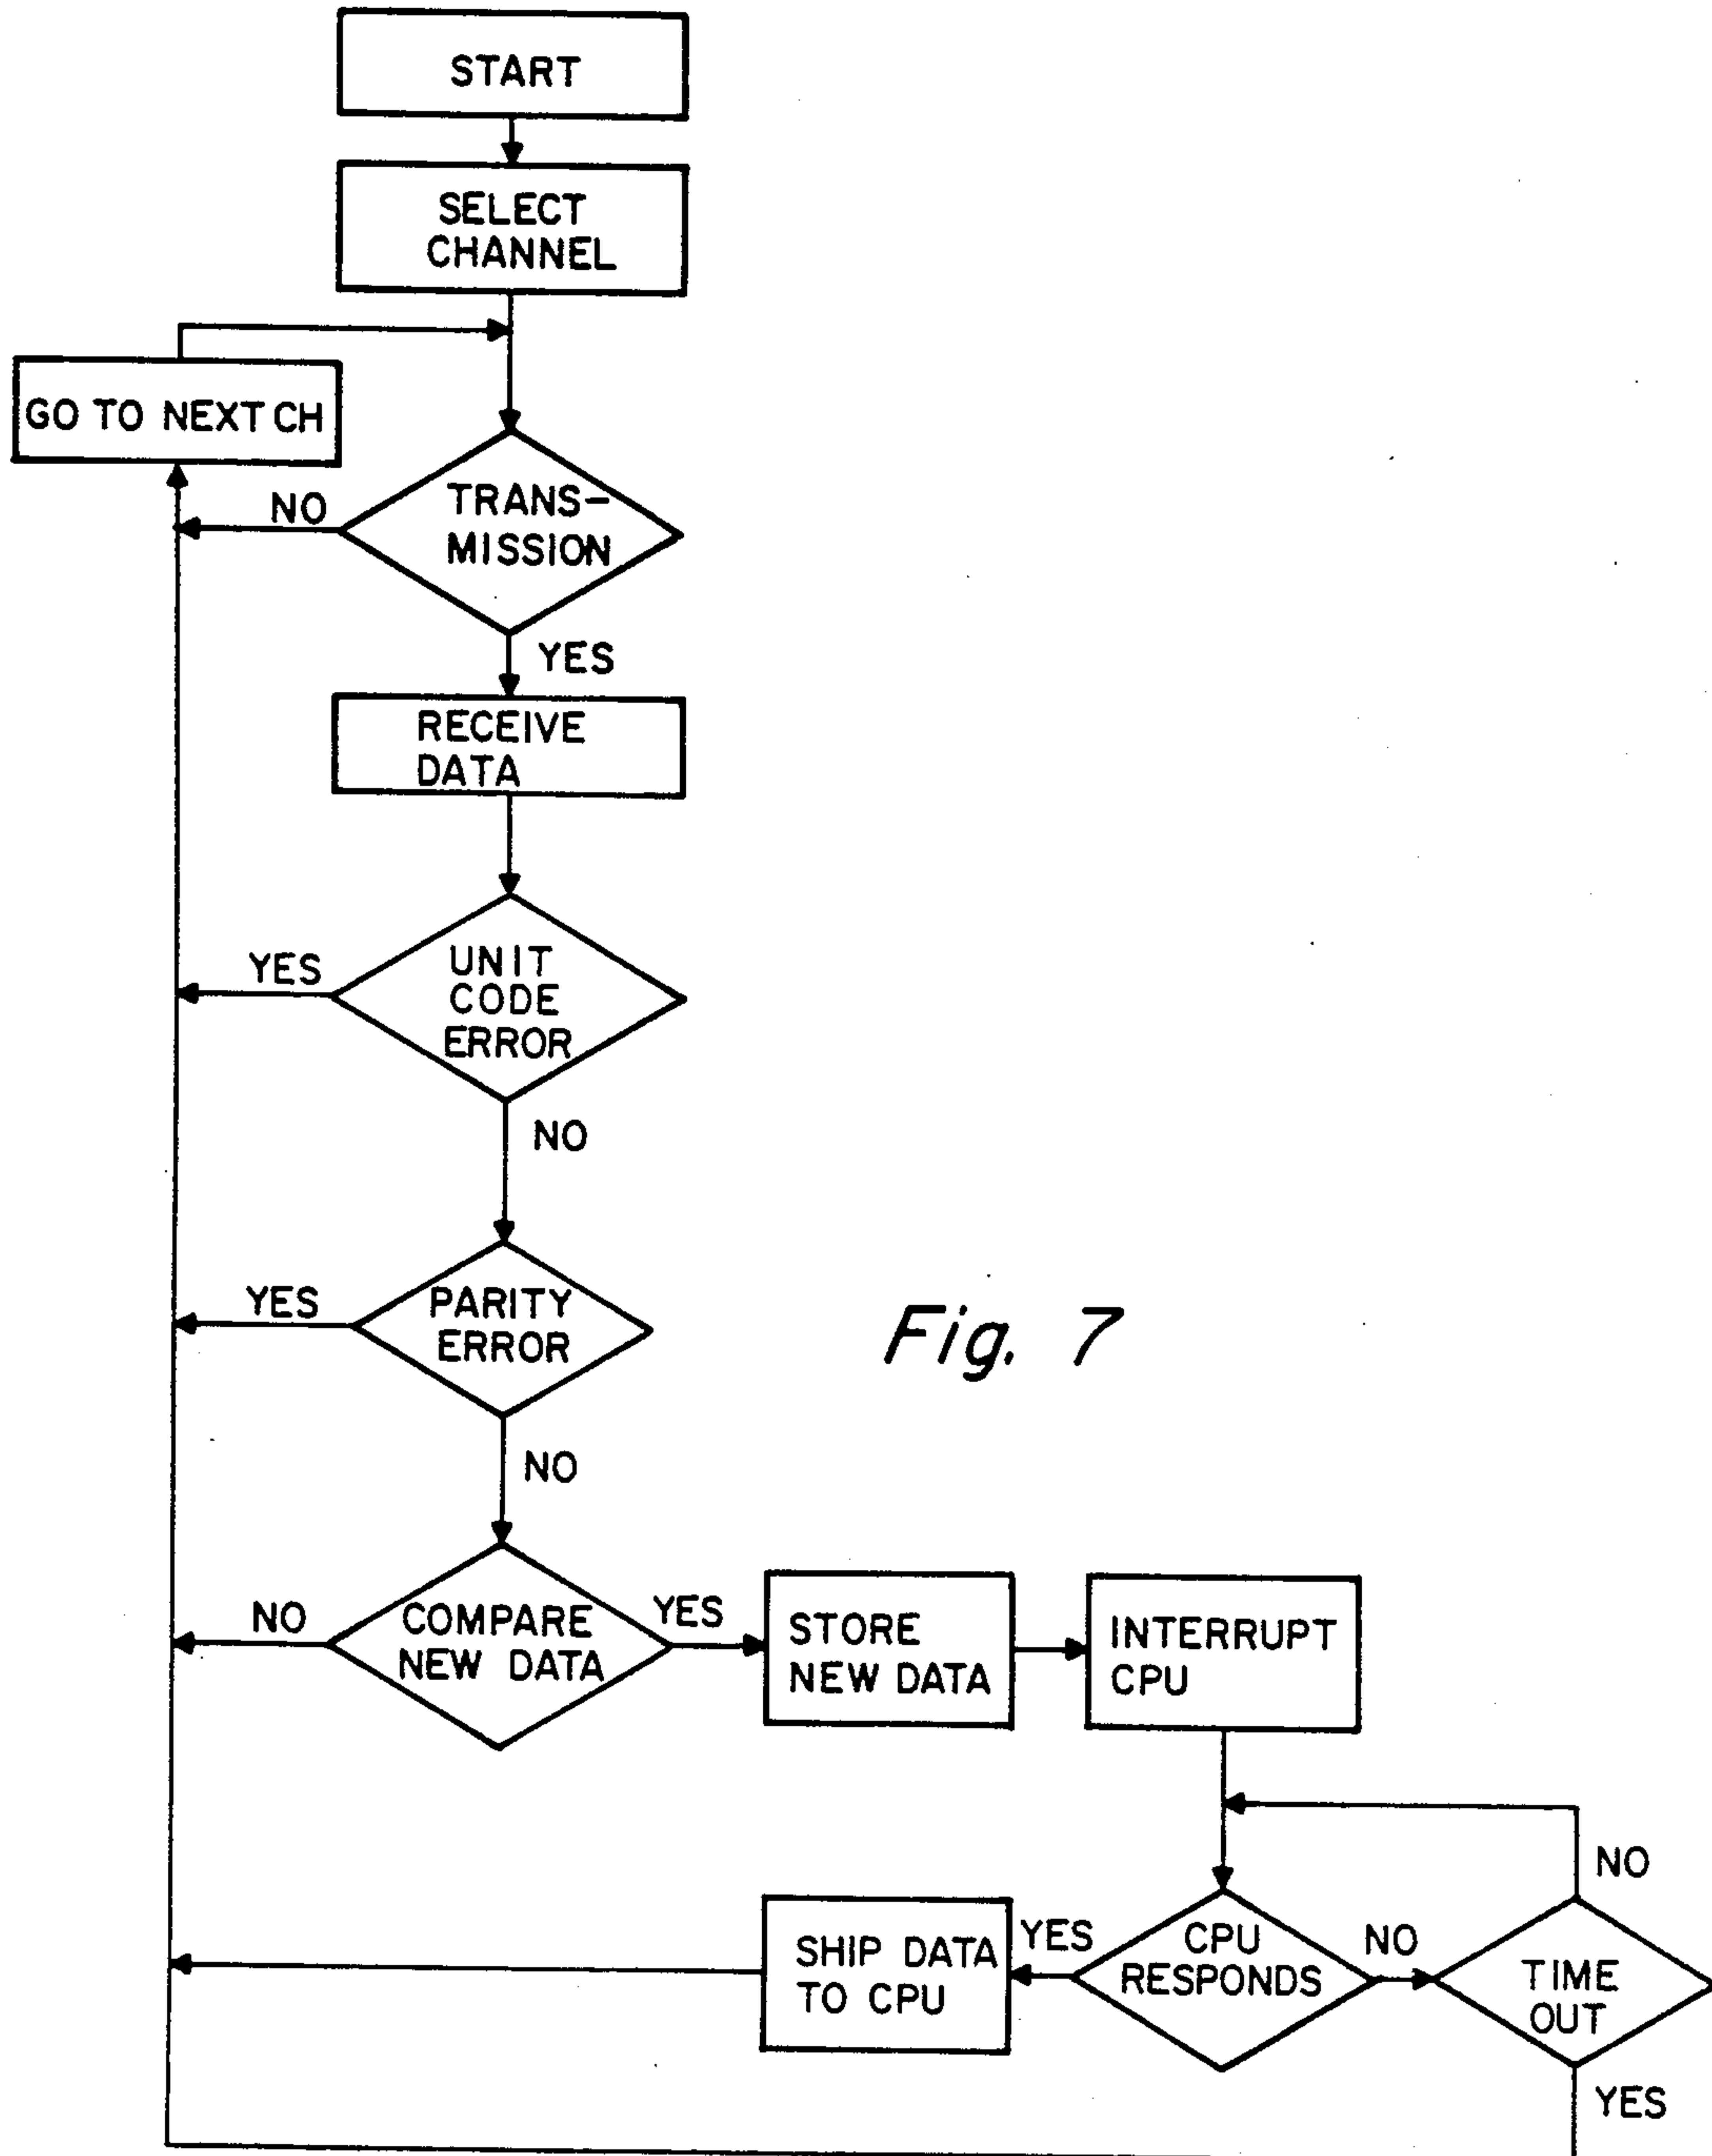 START
SELECT
CHANNEL
GO TO NEXT CH
NO
TRANS-
MISSION
YES
RECEIVE
DATA
YES
UNIT
CODE
ERROR
NO
YES
PARITY
ERROR
Fig. 7
NO
NO
COMPARE
NEW DATA
YES
STORE
NEW DATA
INTERRUPT
CPU
NO
SHIP DATA
TO CPU
YES
CPU
RESPONDS
NO
TIME
OUT
YES